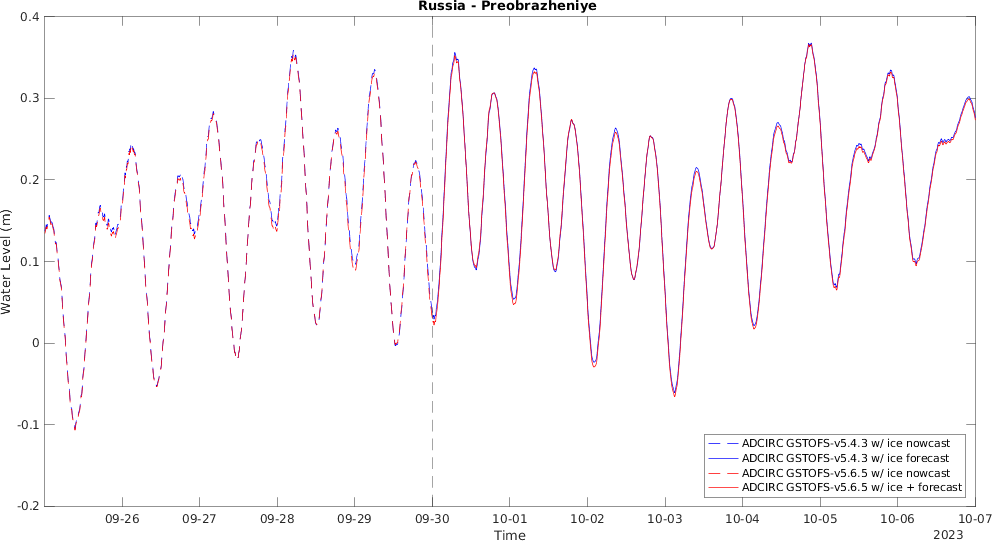 Russia - Preobrazheniye
0.4
0.3
0.2
0.1
0
-0.1
-0.2
Water Level (m)
ADCIRC GSTOFS-v5.4.3 w/ ice nowcast
ADCIRC GSTOFS-v5.4.3 w/ ice forecast
ADCIRC GSTOFS-v5.6.5 w/ ice nowcast
ADCIRC GSTOFS-v5.6.5 w/ ice + forecast
09-26 09-27 09-28 09-29 09-30 10-01 10-02 10-03 10-04 10-05 10-06 10-07
Time
2023